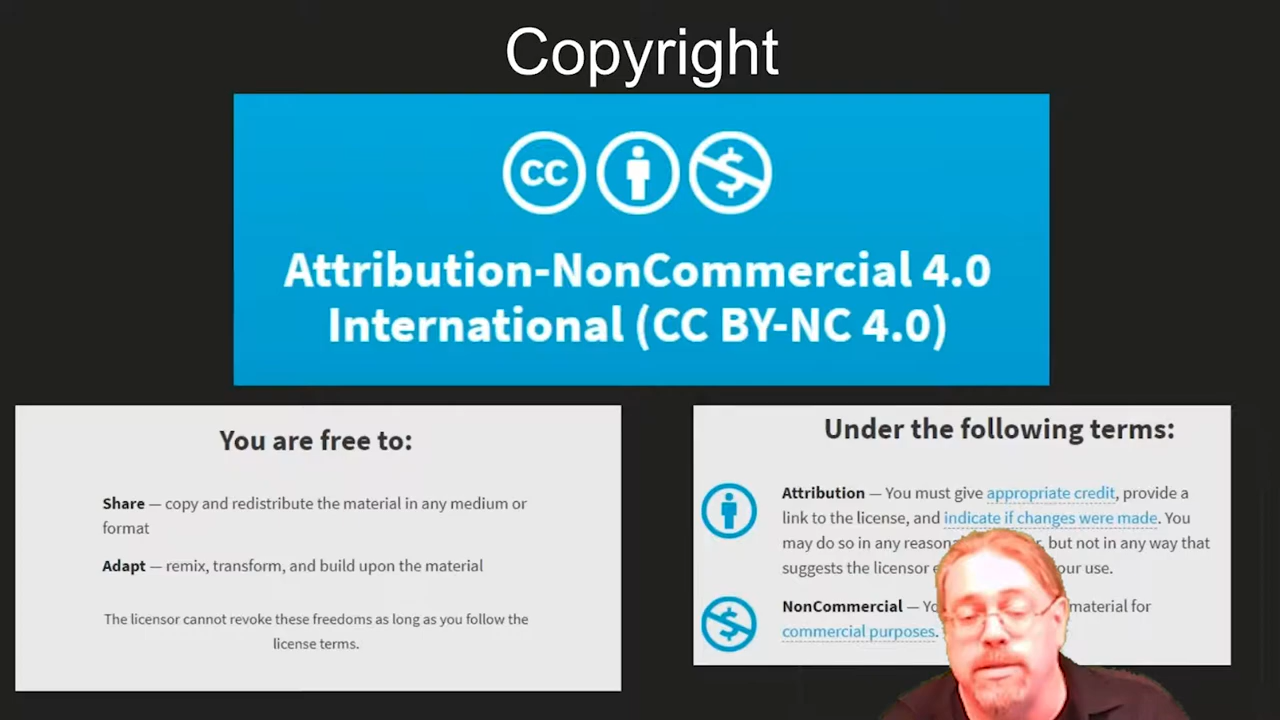 Copyright
CC
Attribution-NonCommercial 4.0
International (CC BY-NC 4.0)
You are free to:
Share — copy and redistribute the material in any medium or
format
Adapt — remix, transform, and build upon the material
The licensor cannot revoke these freedoms as long as you follow the
license terms.
Under the following terms:
Attribution — You must give appropriate credit, provide a
link to the license, and indicate if changes were made. You
may do so in any but not in any way that
suggests the licensor your use.
NonCommercial — material for
commercial purposes.